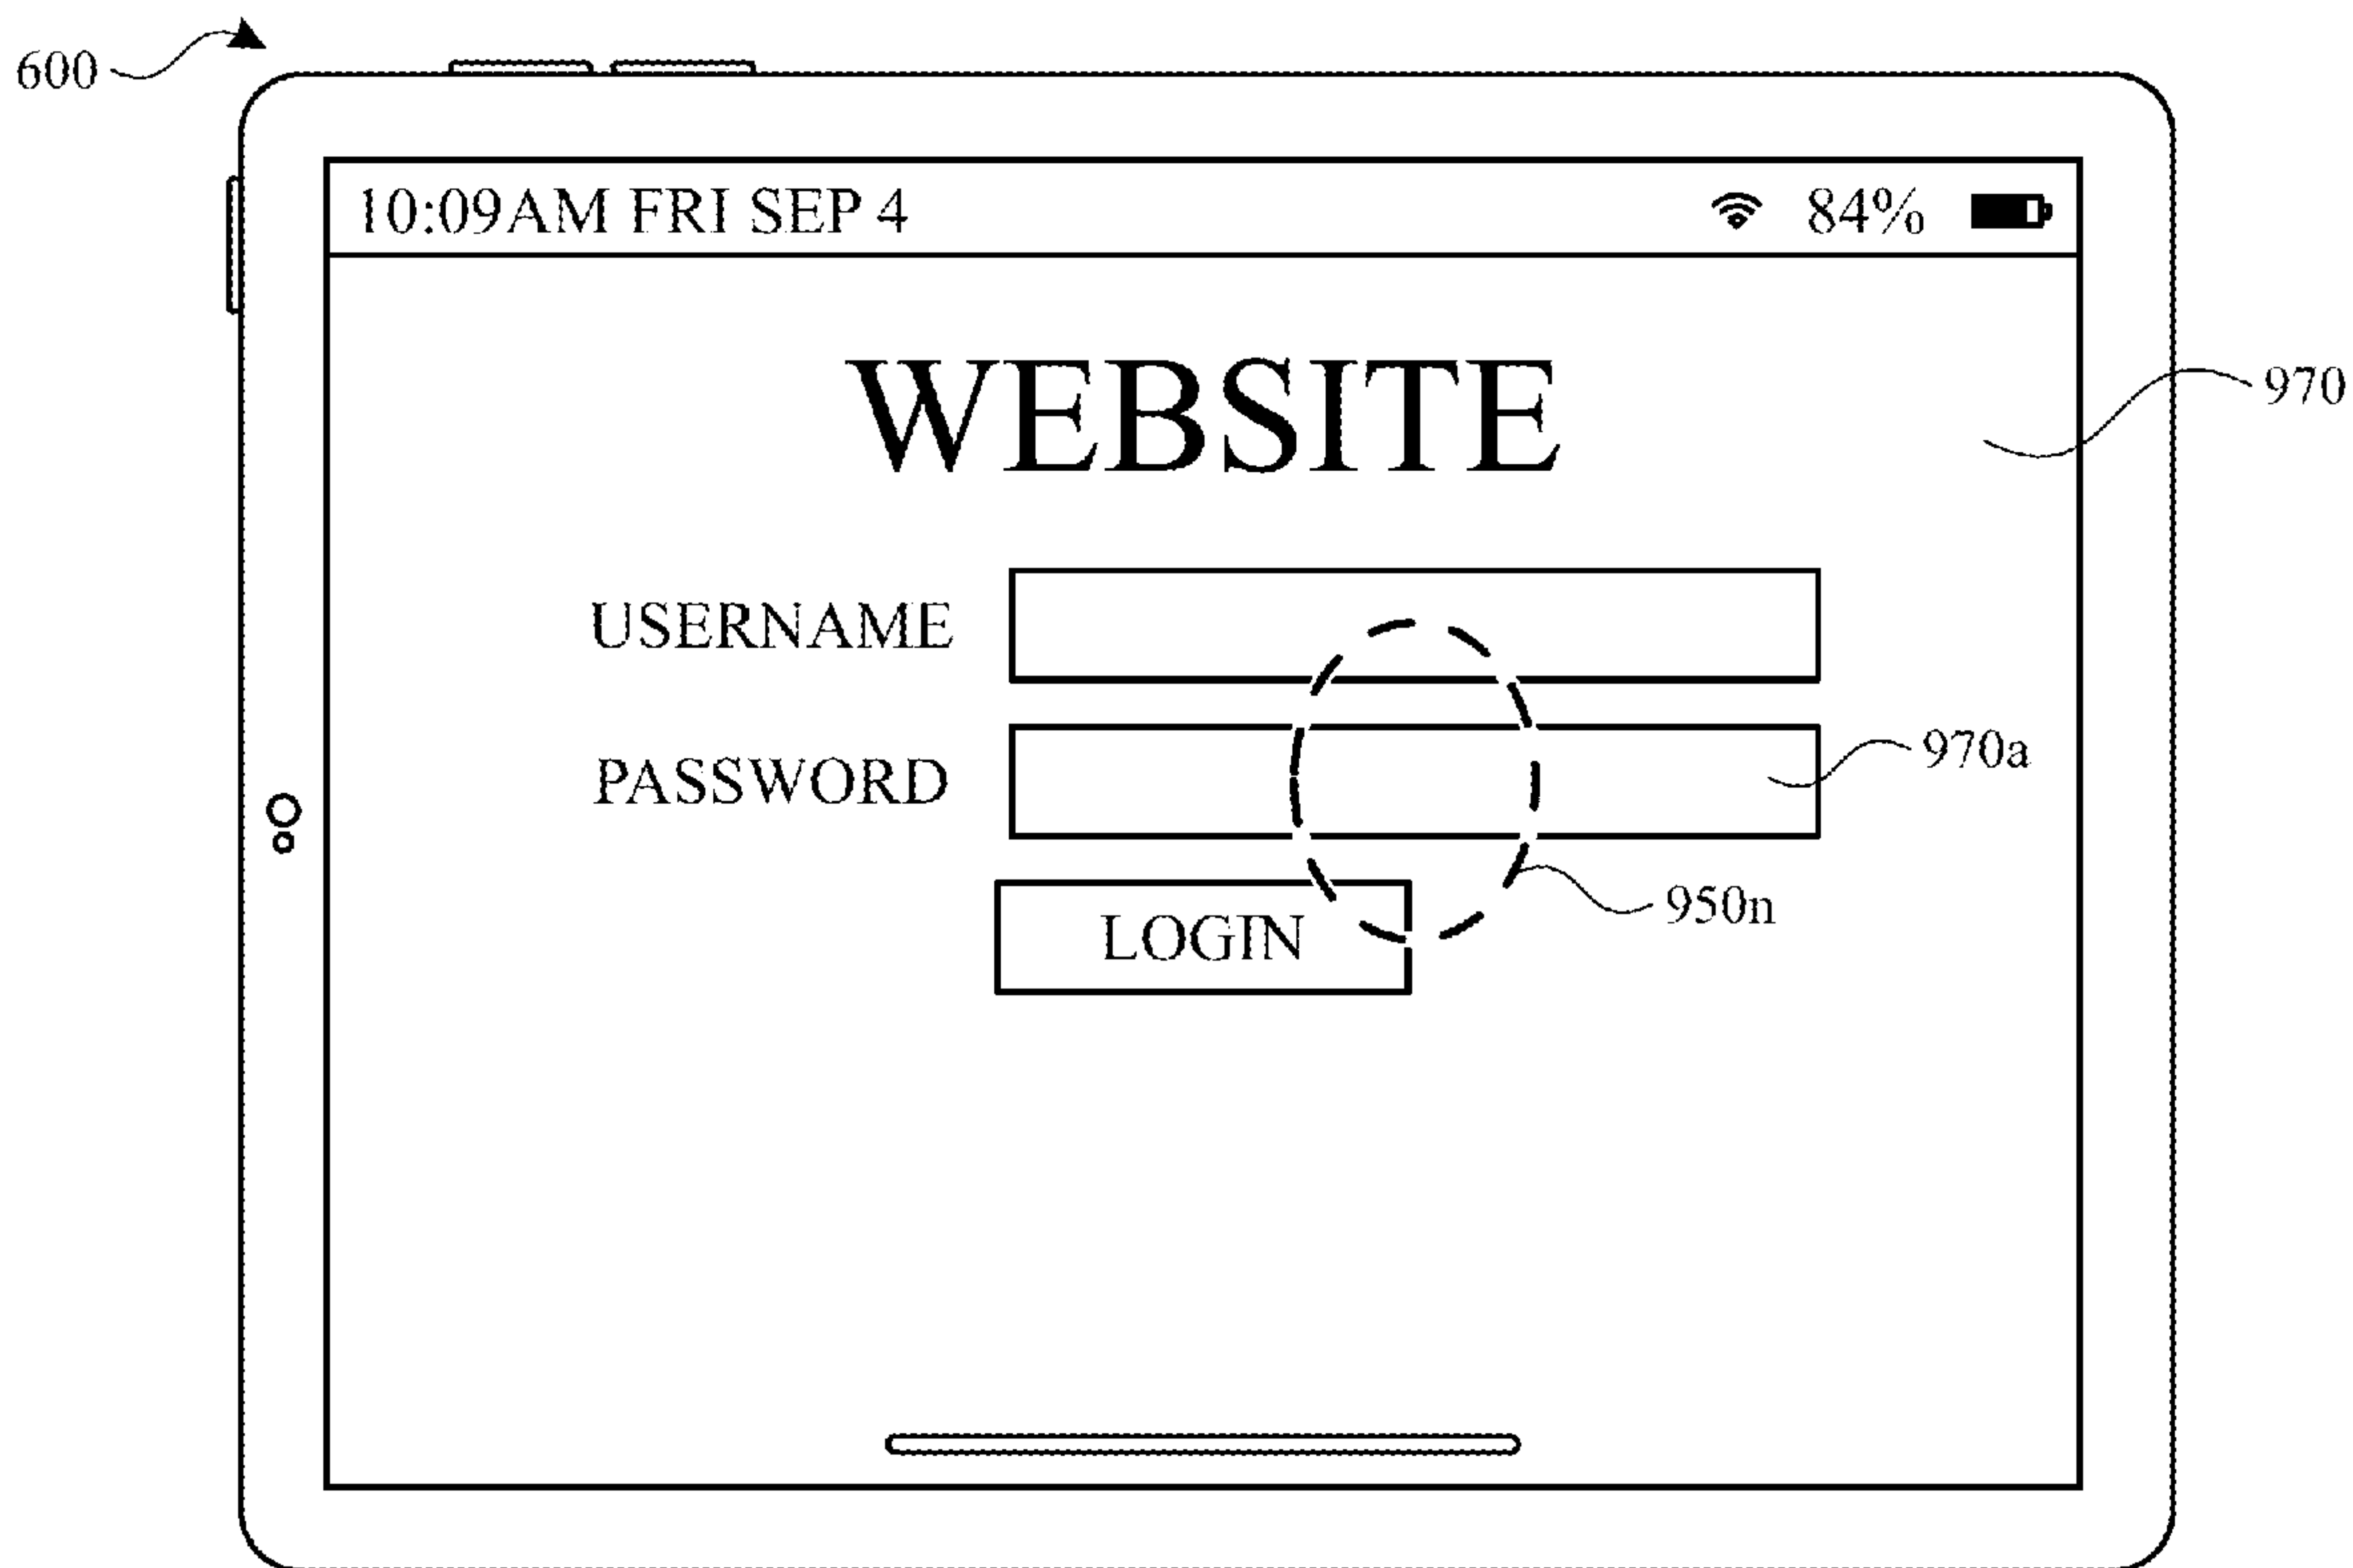 600
10:09AM FRI SEP 4 84%
WEBSITE
970
USERNAME
PASSWORD
970a
LOGIN
950n